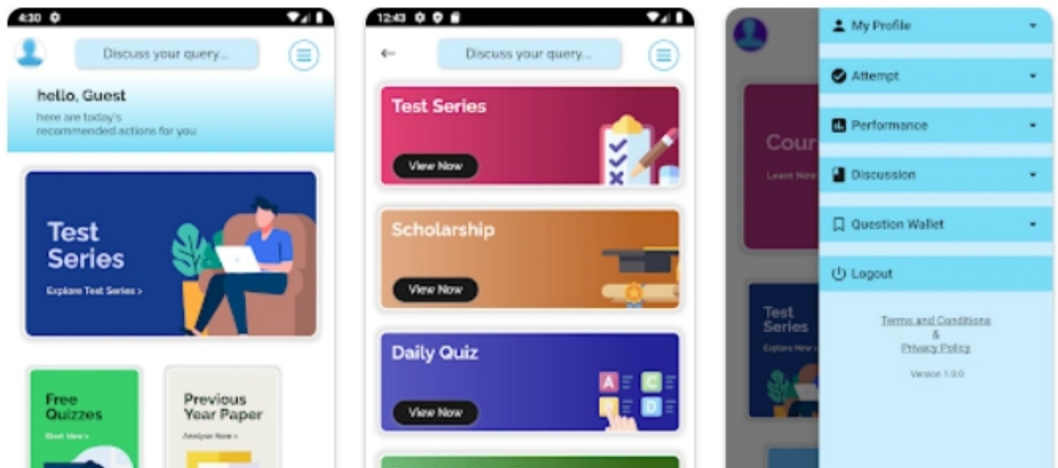 4:30
Discuss your query...
hello, Guest
here are today's
recommended actions for you
Test
Series
Explore Test Series >
Free
Quizzes
Start Now >
Previous
Year Paper
Analyse Now >
12:43
Discuss your query...
Test Series
View Now
Scholarship
View Now
Daily Quiz
View Now
A
C
D
Cour
Learn Now
Test
Series
Explore Now >
My Profile
Attempt
Performance
Discussion
Question Wallet
Logout
Terms and Conditions
&
Privacy Policy
Version 1.0.0